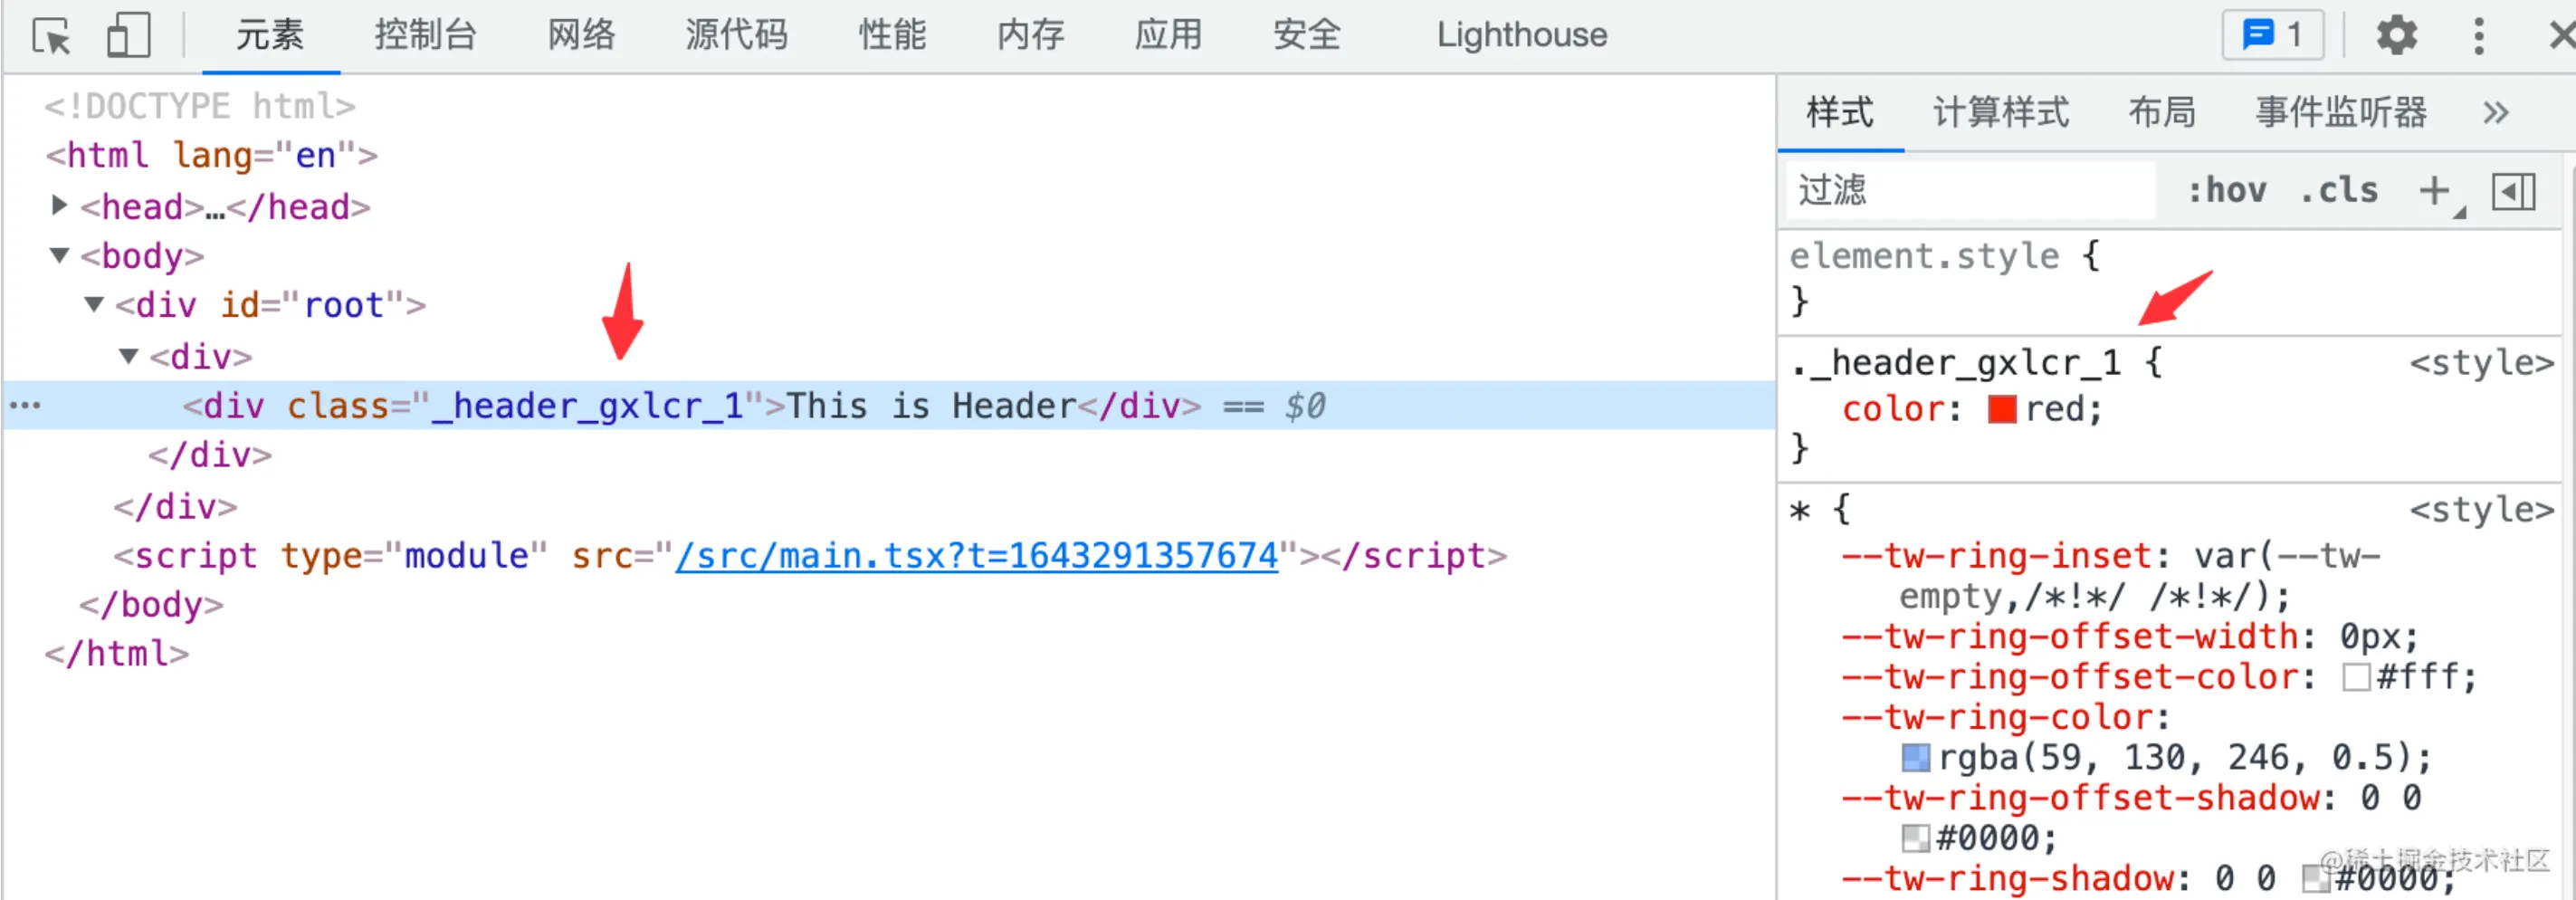 元素 控制台 网络 源代码 性能 内存 应用 安全 Lighthouse 1
<!DOCTYPE html>
<html lang="en">
<head>…</head>
<body>
<div id="root">
<div>
<div class="_header_gxlcr_1">This is Header</div> == $0
</div>
</div>
<script type="module" src="/src/main.tsx?t=1643291357674"></script>
</body>
</html>
样式 计算样式 布局 事件监听器 »
过滤 :hov .cls +
element.style {
}
._header_gxlcr_1 { <style>
color: red;
}
* { <style>
--tw-ring-inset: var(--tw-
empty,/*!*/ /*!*/);
--tw-ring-offset-width: 0px;
--tw-ring-offset-color: #fff;
--tw-ring-color:
rgba(59, 130, 246, 0.5);
--tw-ring-offset-shadow: 0 0
#0000;
--tw-ring-shadow: 0 0 #0000;
@稀土掘金技术社区